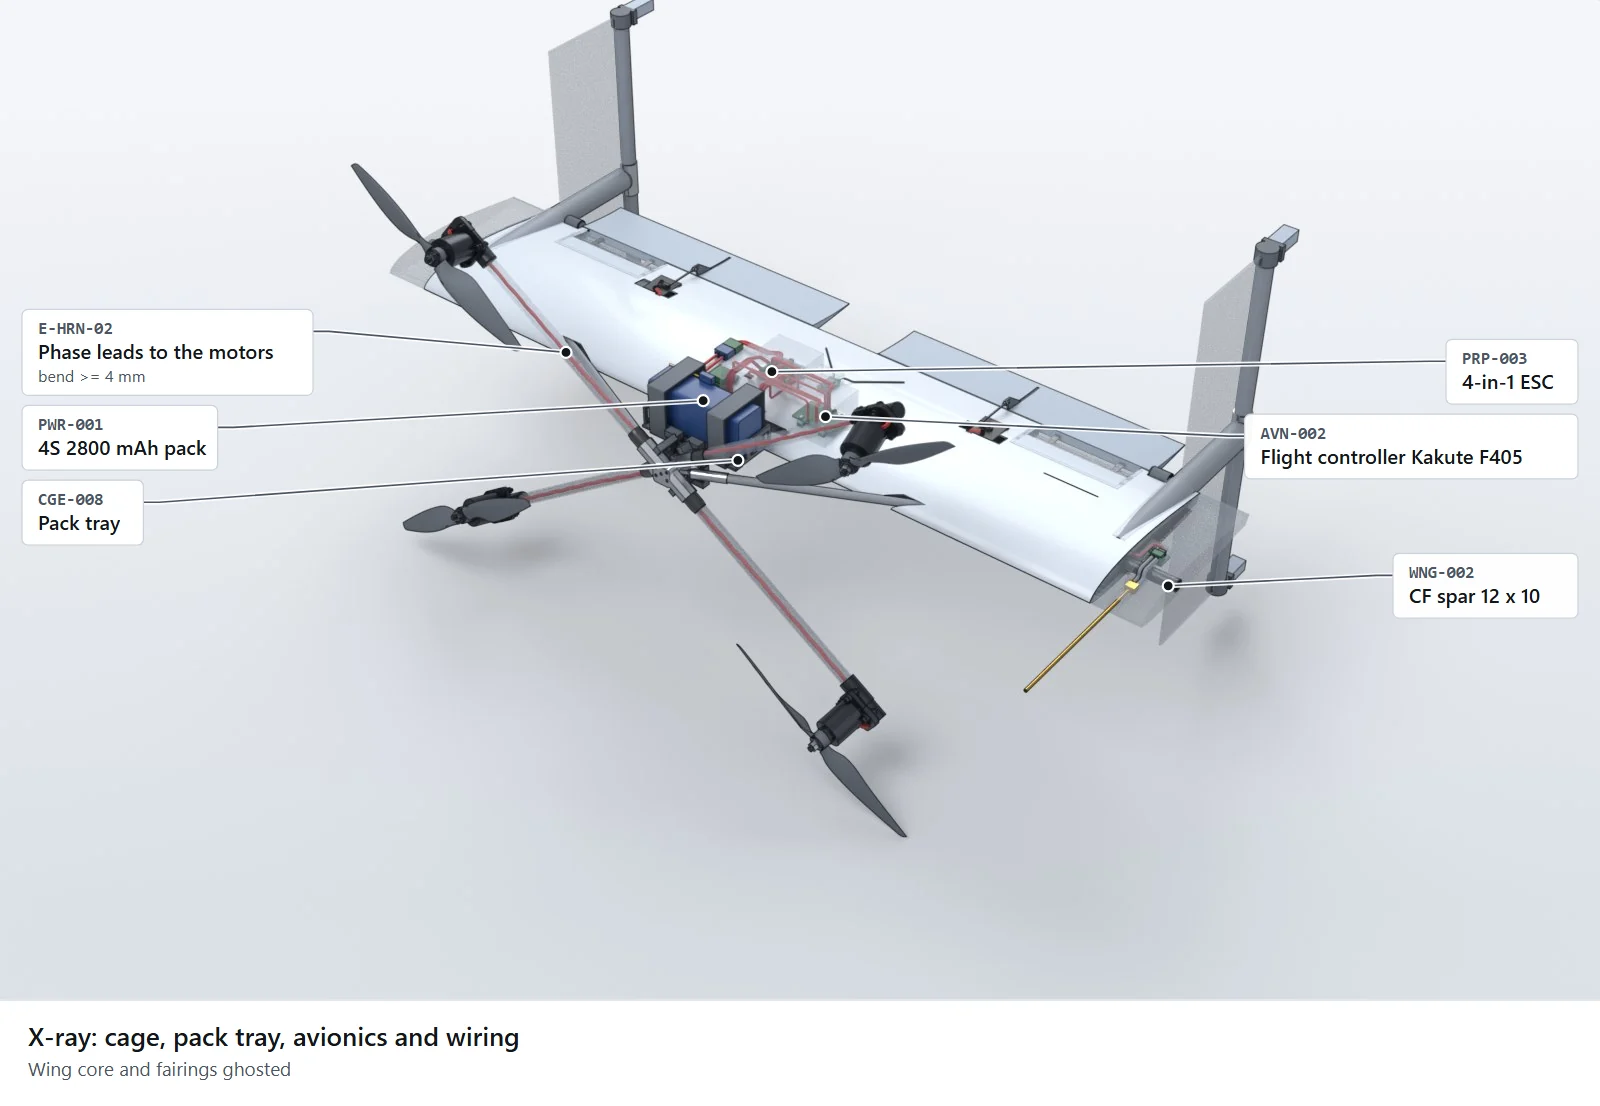 E-HRN-02
Phase leads to the motors
bend >= 4 mm
PWR-001
4S 2800 mAh pack
CGE-008
Pack tray
PRP-003
4-in-1 ESC
AVN-002
Flight controller Kakute F405
WNG-002
CF spar 12 x 10
X-ray: cage, pack tray, avionics and wiring
Wing core and fairings ghosted